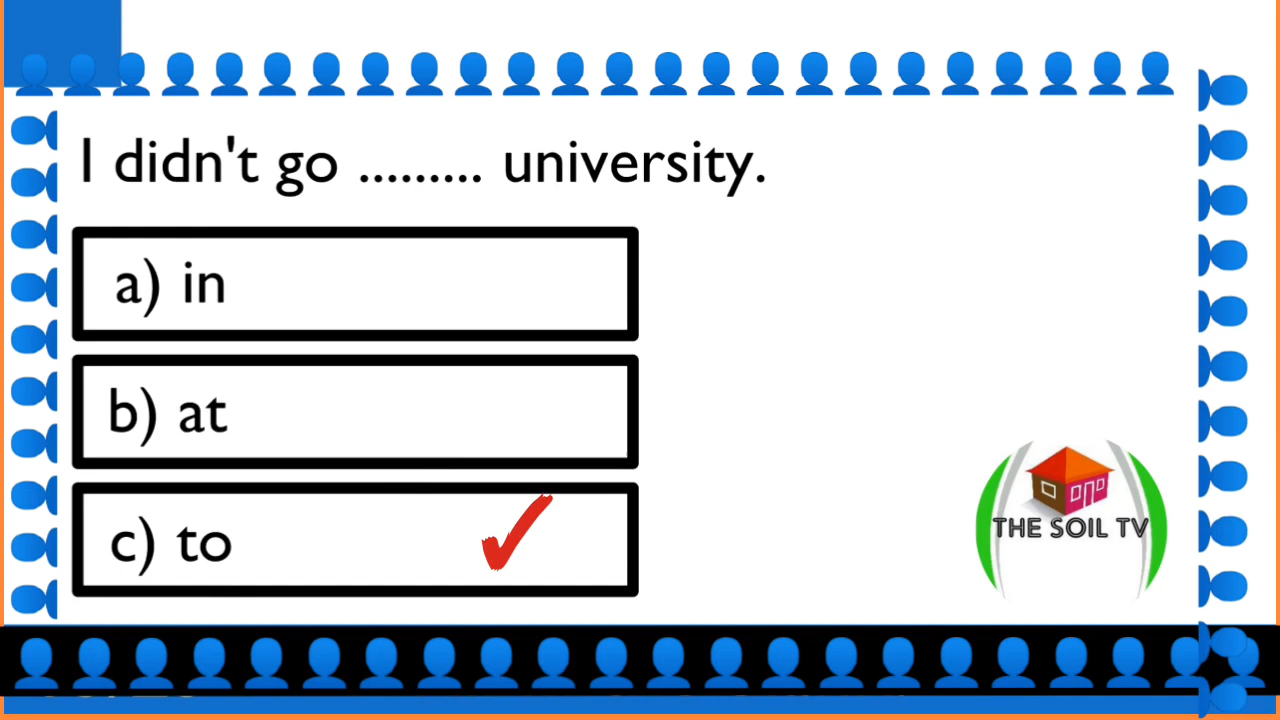 I didn't go ......... university.
a) in
b) at
c) to
THE SOIL TV